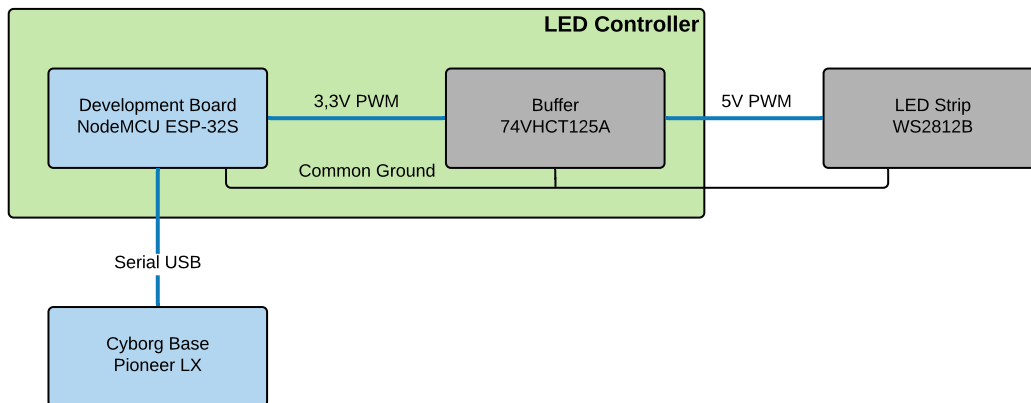 LED Controller
Development Board
NodeMCU ESP-32S
3,3V PWM
Buffer
74VHCT125A
5V PWM
LED Strip
WS2812B
Common Ground
Serial USB
Cyborg Base
Pioneer LX